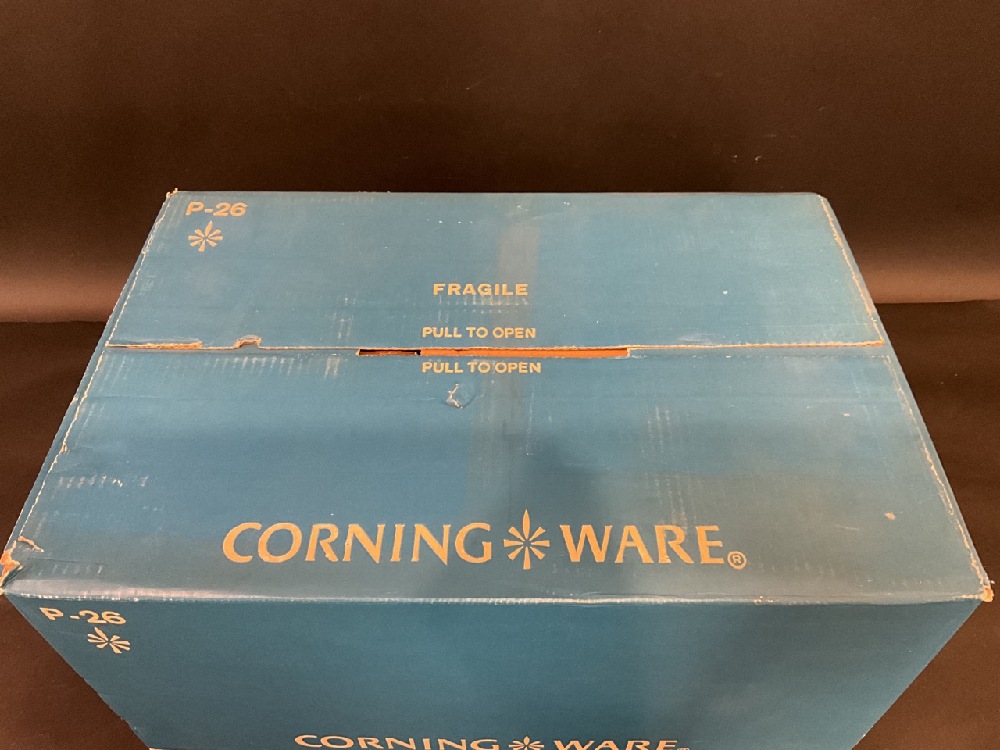 P-26
FRAGILE
PULL TO OPEN
PULL TO OPEN
CORNING WARE®
P-26
CORNING WARE®